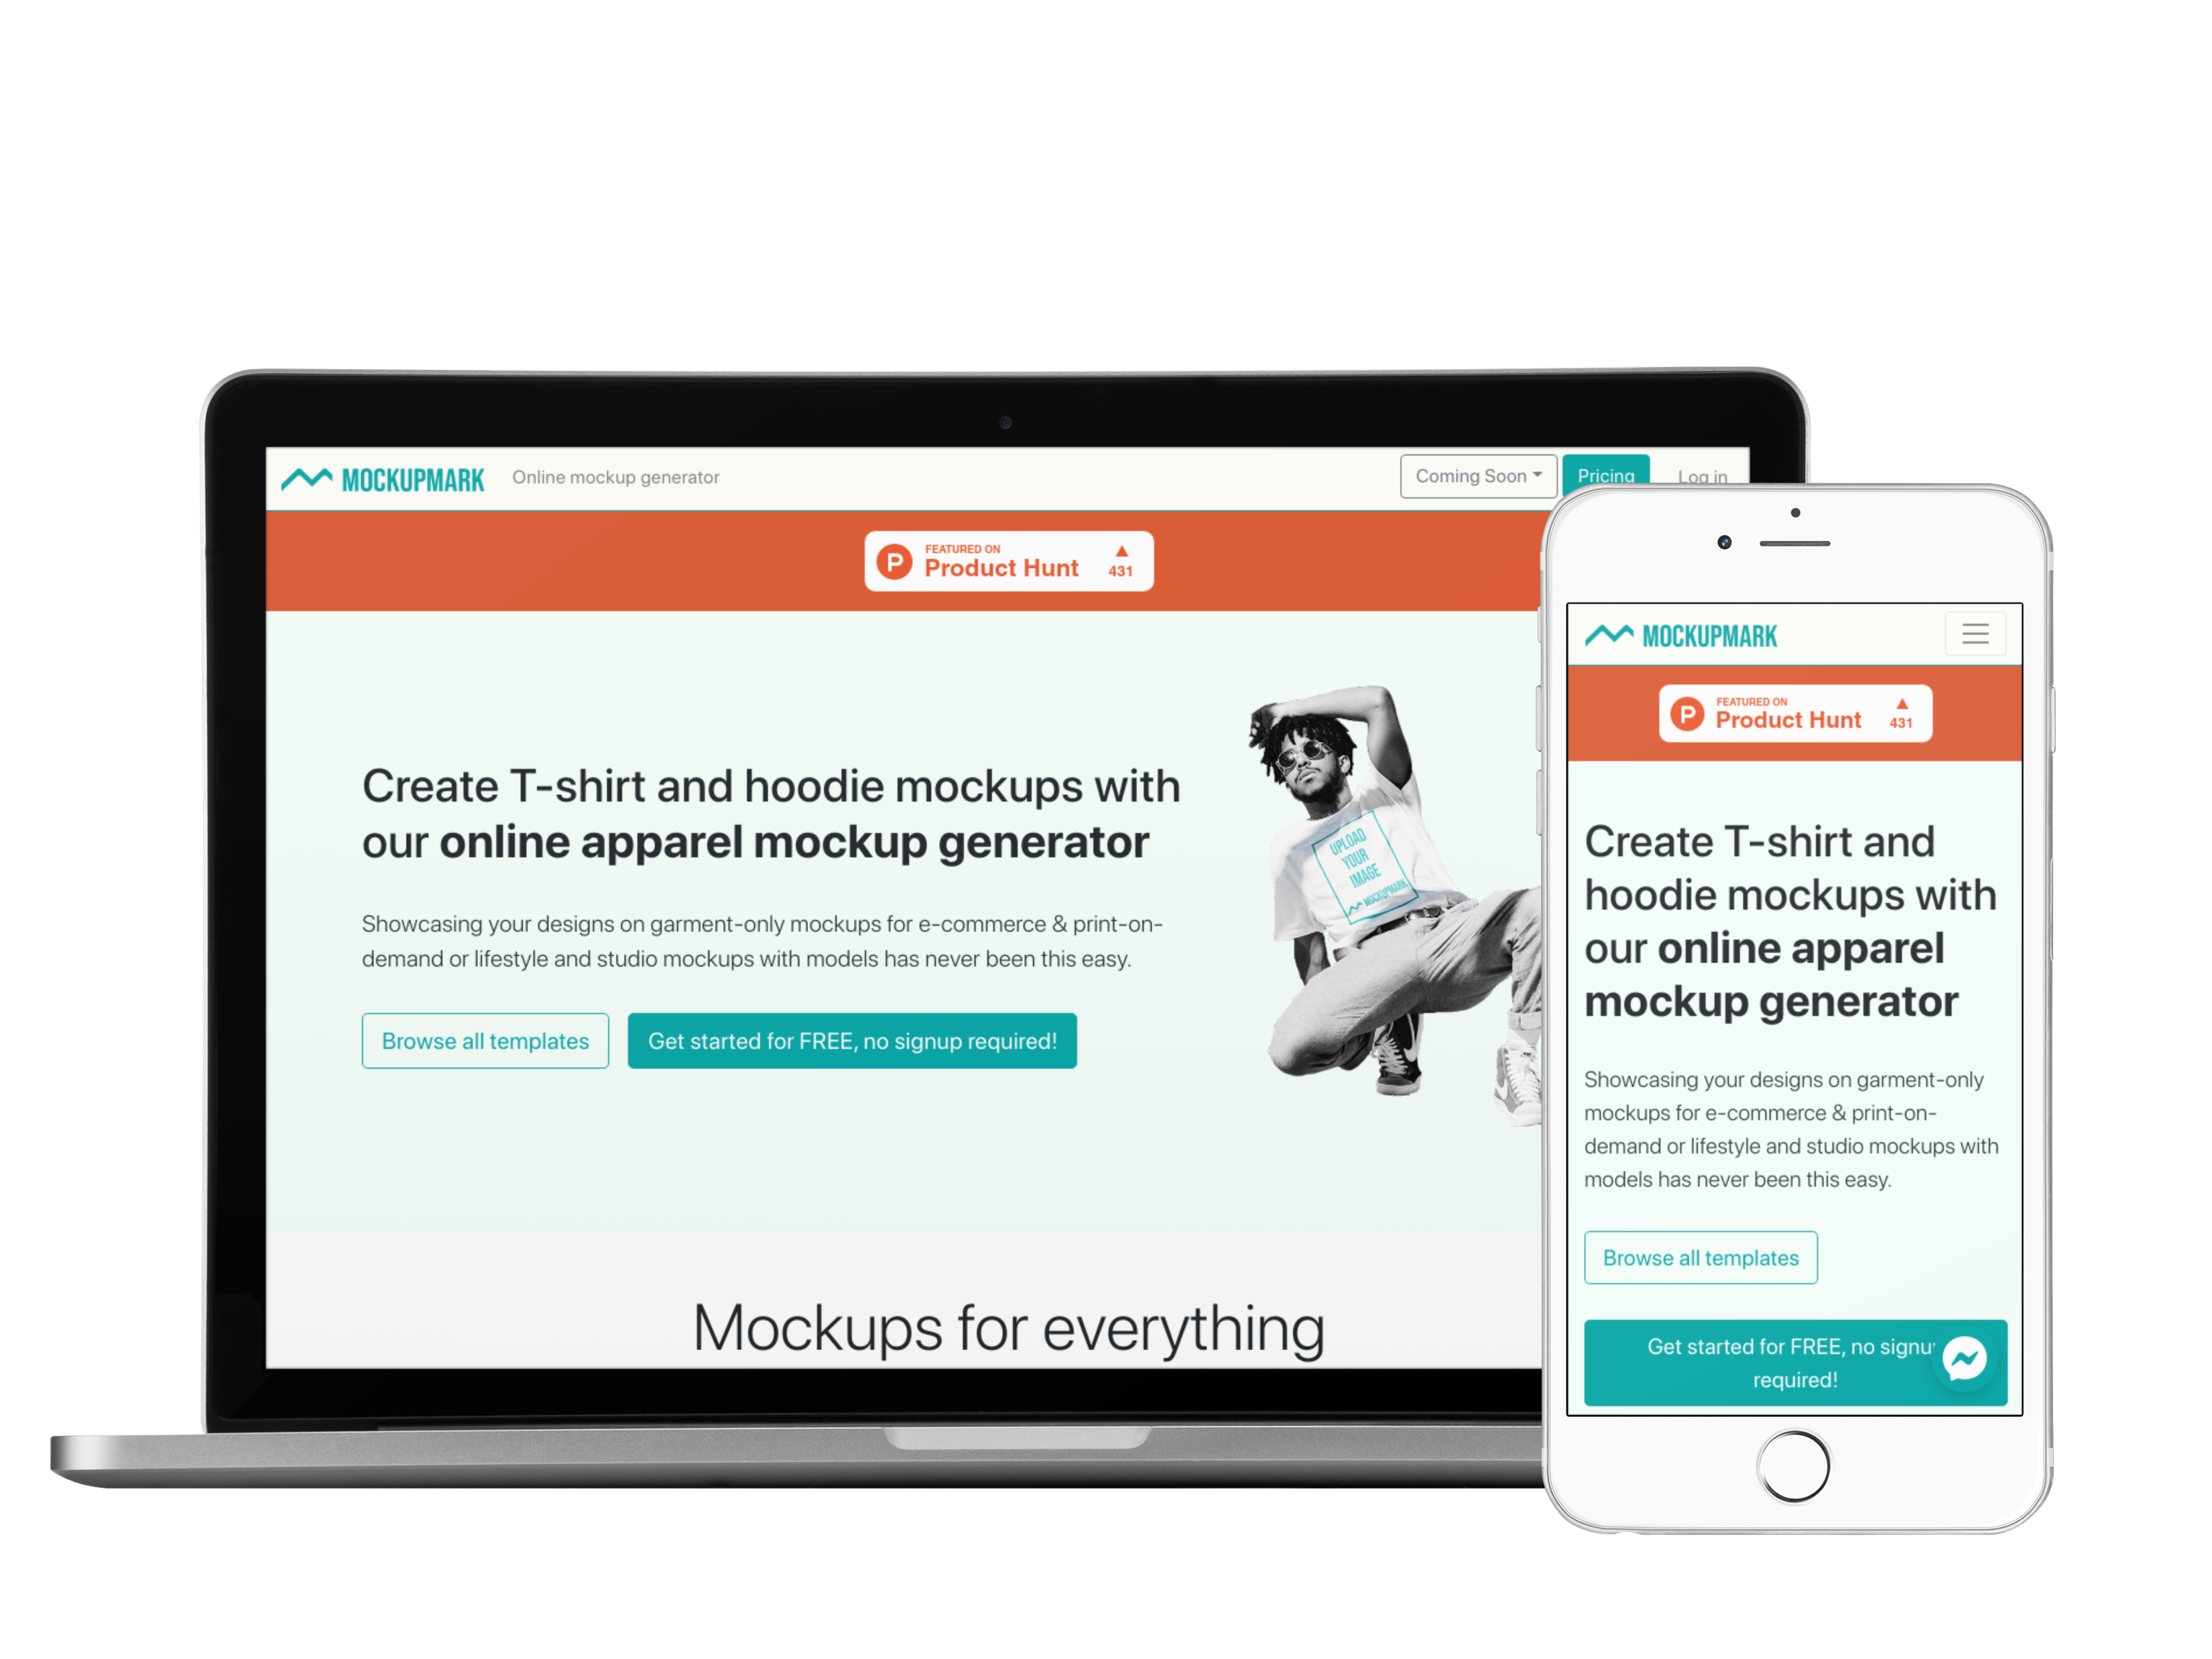 MOCKUPMARK Online mockup generator Coming Soon Pricing Log in
FEATURED ON
Product Hunt
431
Create T-shirt and hoodie mockups with
our online apparel mockup generator
Showcasing your designs on garment-only mockups for e-commerce & print-on-
demand or lifestyle and studio mockups with models has never been this easy.
Browse all templates
Get started for FREE, no signup required!
UPLOAD
YOUR
IMAGE
MOCKUPMARK
Mockups for everything
MOCKUPMARK
FEATURED ON
Product Hunt
431
Create T-shirt and
hoodie mockups with
our online apparel
mockup generator
Showcasing your designs on garment-only
mockups for e-commerce & print-on-
demand or lifestyle and studio mockups with
models has never been this easy.
Browse all templates
Get started for FREE, no signu
required!